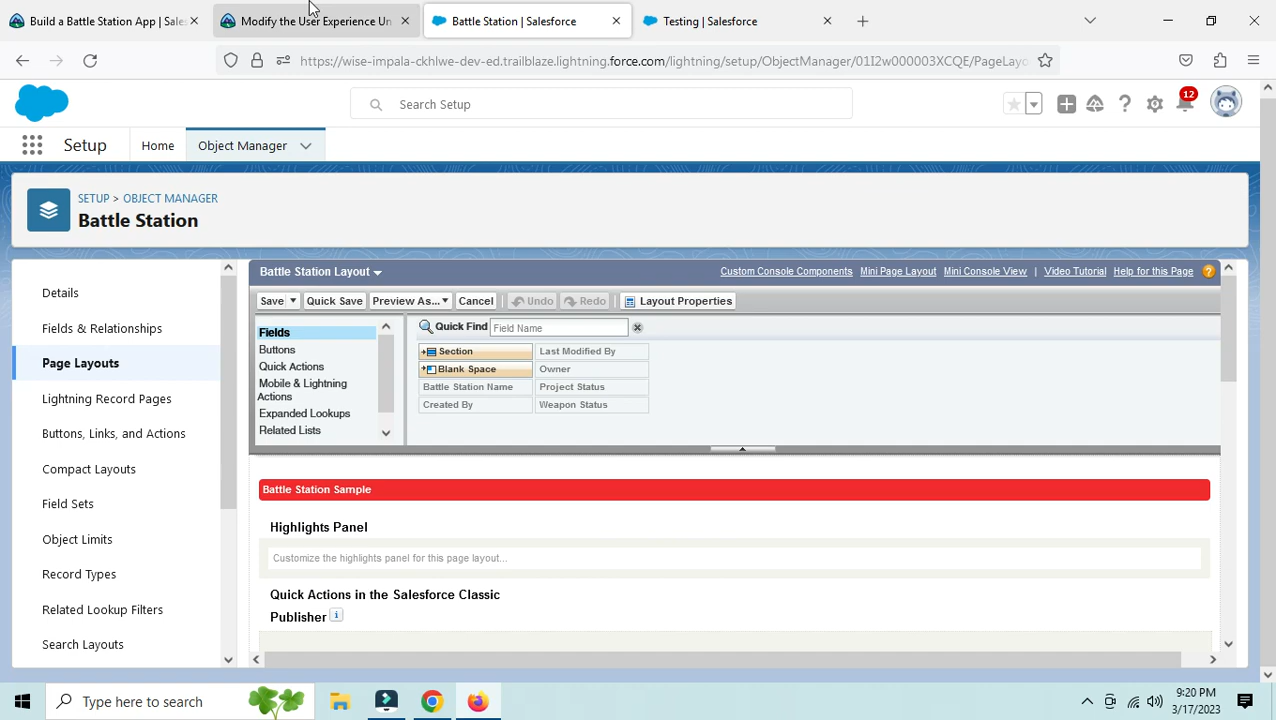 Build a Battle Station App | Sales
Modify the User Experience Un
Battle Station | Salesforce
Testing | Salesforce
https://wise-impala-ckhlwe-dev-ed.trailblaze.lightning.force.com/lightning/setup/ObjectManager/01I2w000003XCQE/PageLayo
Search Setup
12
Setup
Home
Object Manager
SETUP > OBJECT MANAGER
Battle Station
Details
Fields & Relationships
Page Layouts
Lightning Record Pages
Buttons, Links, and Actions
Compact Layouts
Field Sets
Object Limits
Record Types
Related Lookup Filters
Search Layouts
Battle Station Layout
Custom Console Components Mini Page Layout Mini Console View | Video Tutorial Help for this Page ?
Save Quick Save Preview As... Cancel Undo Redo Layout Properties
Fields
Buttons
Quick Actions
Mobile & Lightning
Actions
Expanded Lookups
Related Lists
Quick Find Field Name
Section Last Modified By
Blank Space Owner
Battle Station Name Project Status
Created By Weapon Status
Battle Station Sample
Highlights Panel
Customize the highlights panel for this page layout...
Quick Actions in the Salesforce Classic
Publisher i
Type here to search
9:20 PM
3/17/2023